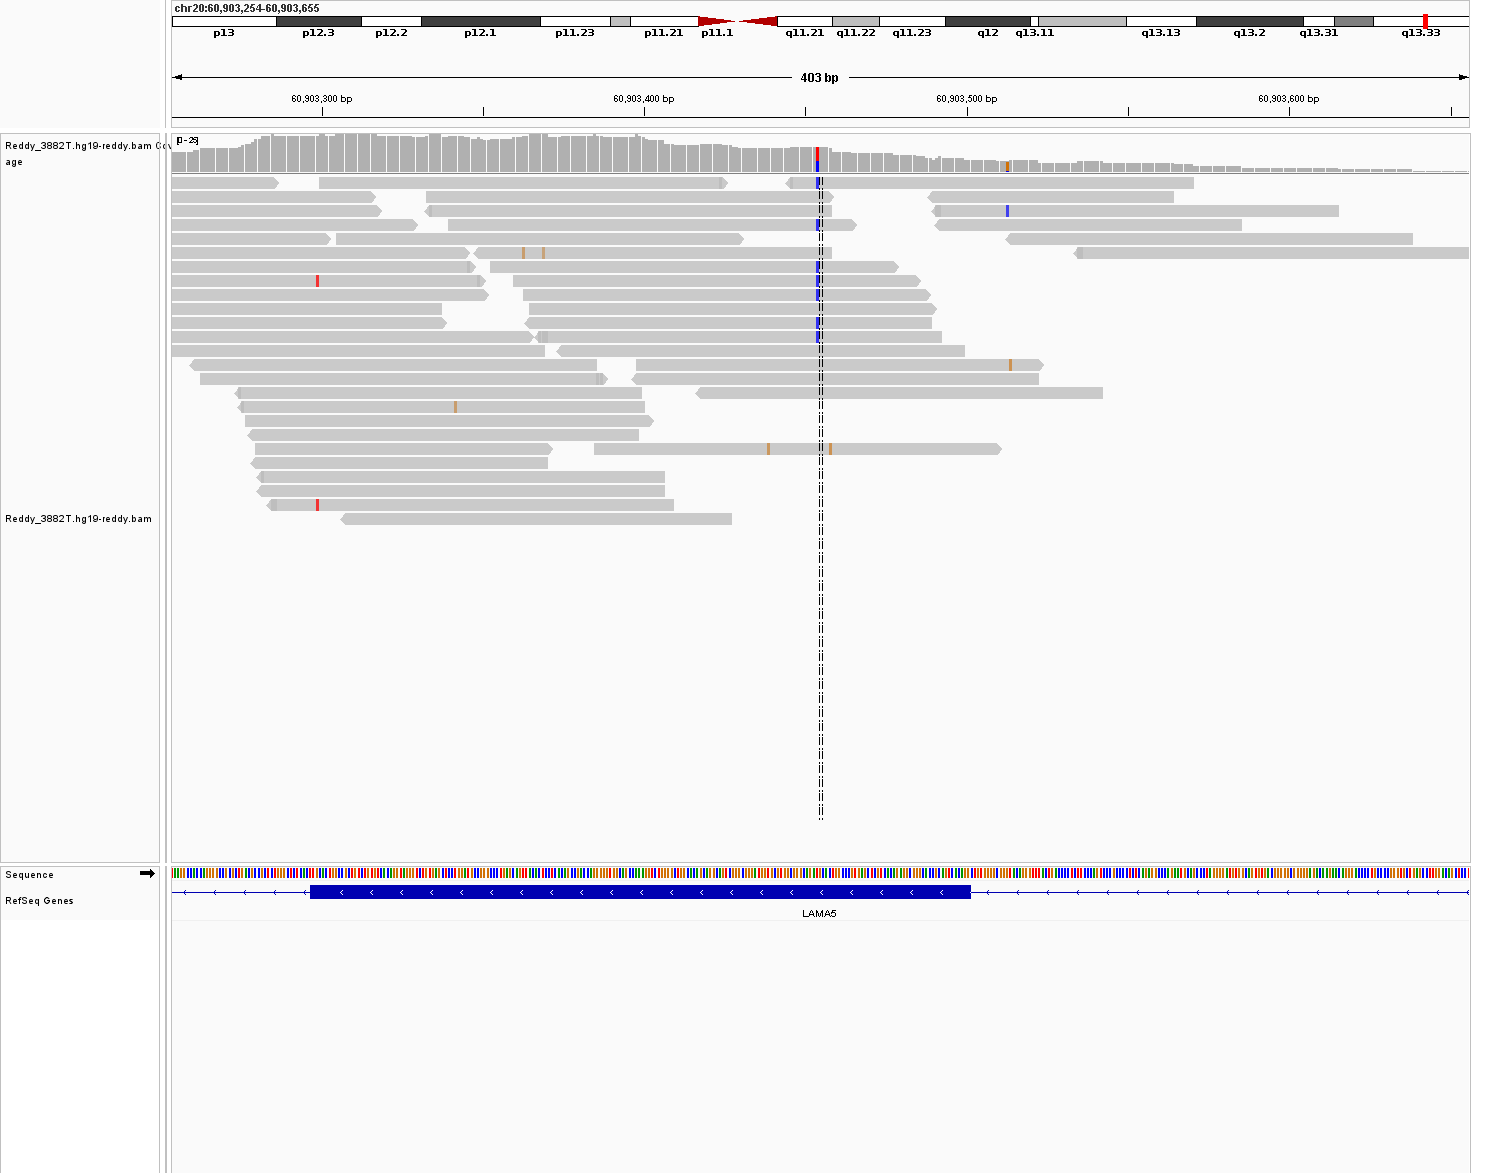 chr20:60,903,254-60,903,655
p13 p12.3 p12.2 p12.1 p11.23 p11.21 p11.1 q11.21 q11.22 q11.23 q12 q13.11 q13.13 q13.2 q13.31 q13.33
403 bp
60,903,300 bp 60,903,400 bp 60,903,500 bp 60,903,600 bp
[0-25]
Reddy_3882T.hg19-reddy.bam Cov
age
Reddy_3882T.hg19-reddy.bam
Sequence
RefSeq Genes
LAMA5